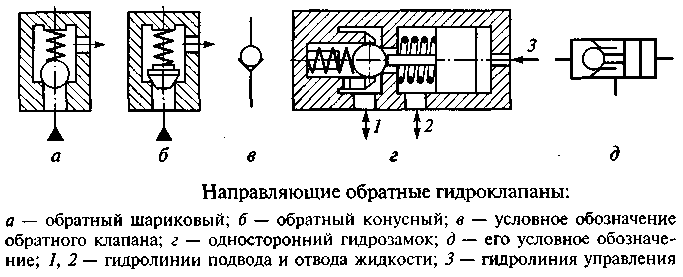 3
1
2
а
б
в
г
д
Направляющие обратные гидроклапаны:
а — обратный шариковый; б — обратный конусный; в — условное обозначение
обратного клапана; г — односторонний гидрозамок; д — его условное обозначе-
ние; 1, 2 — гидролинии подвода и отвода жидкости; 3 — гидролиния управления